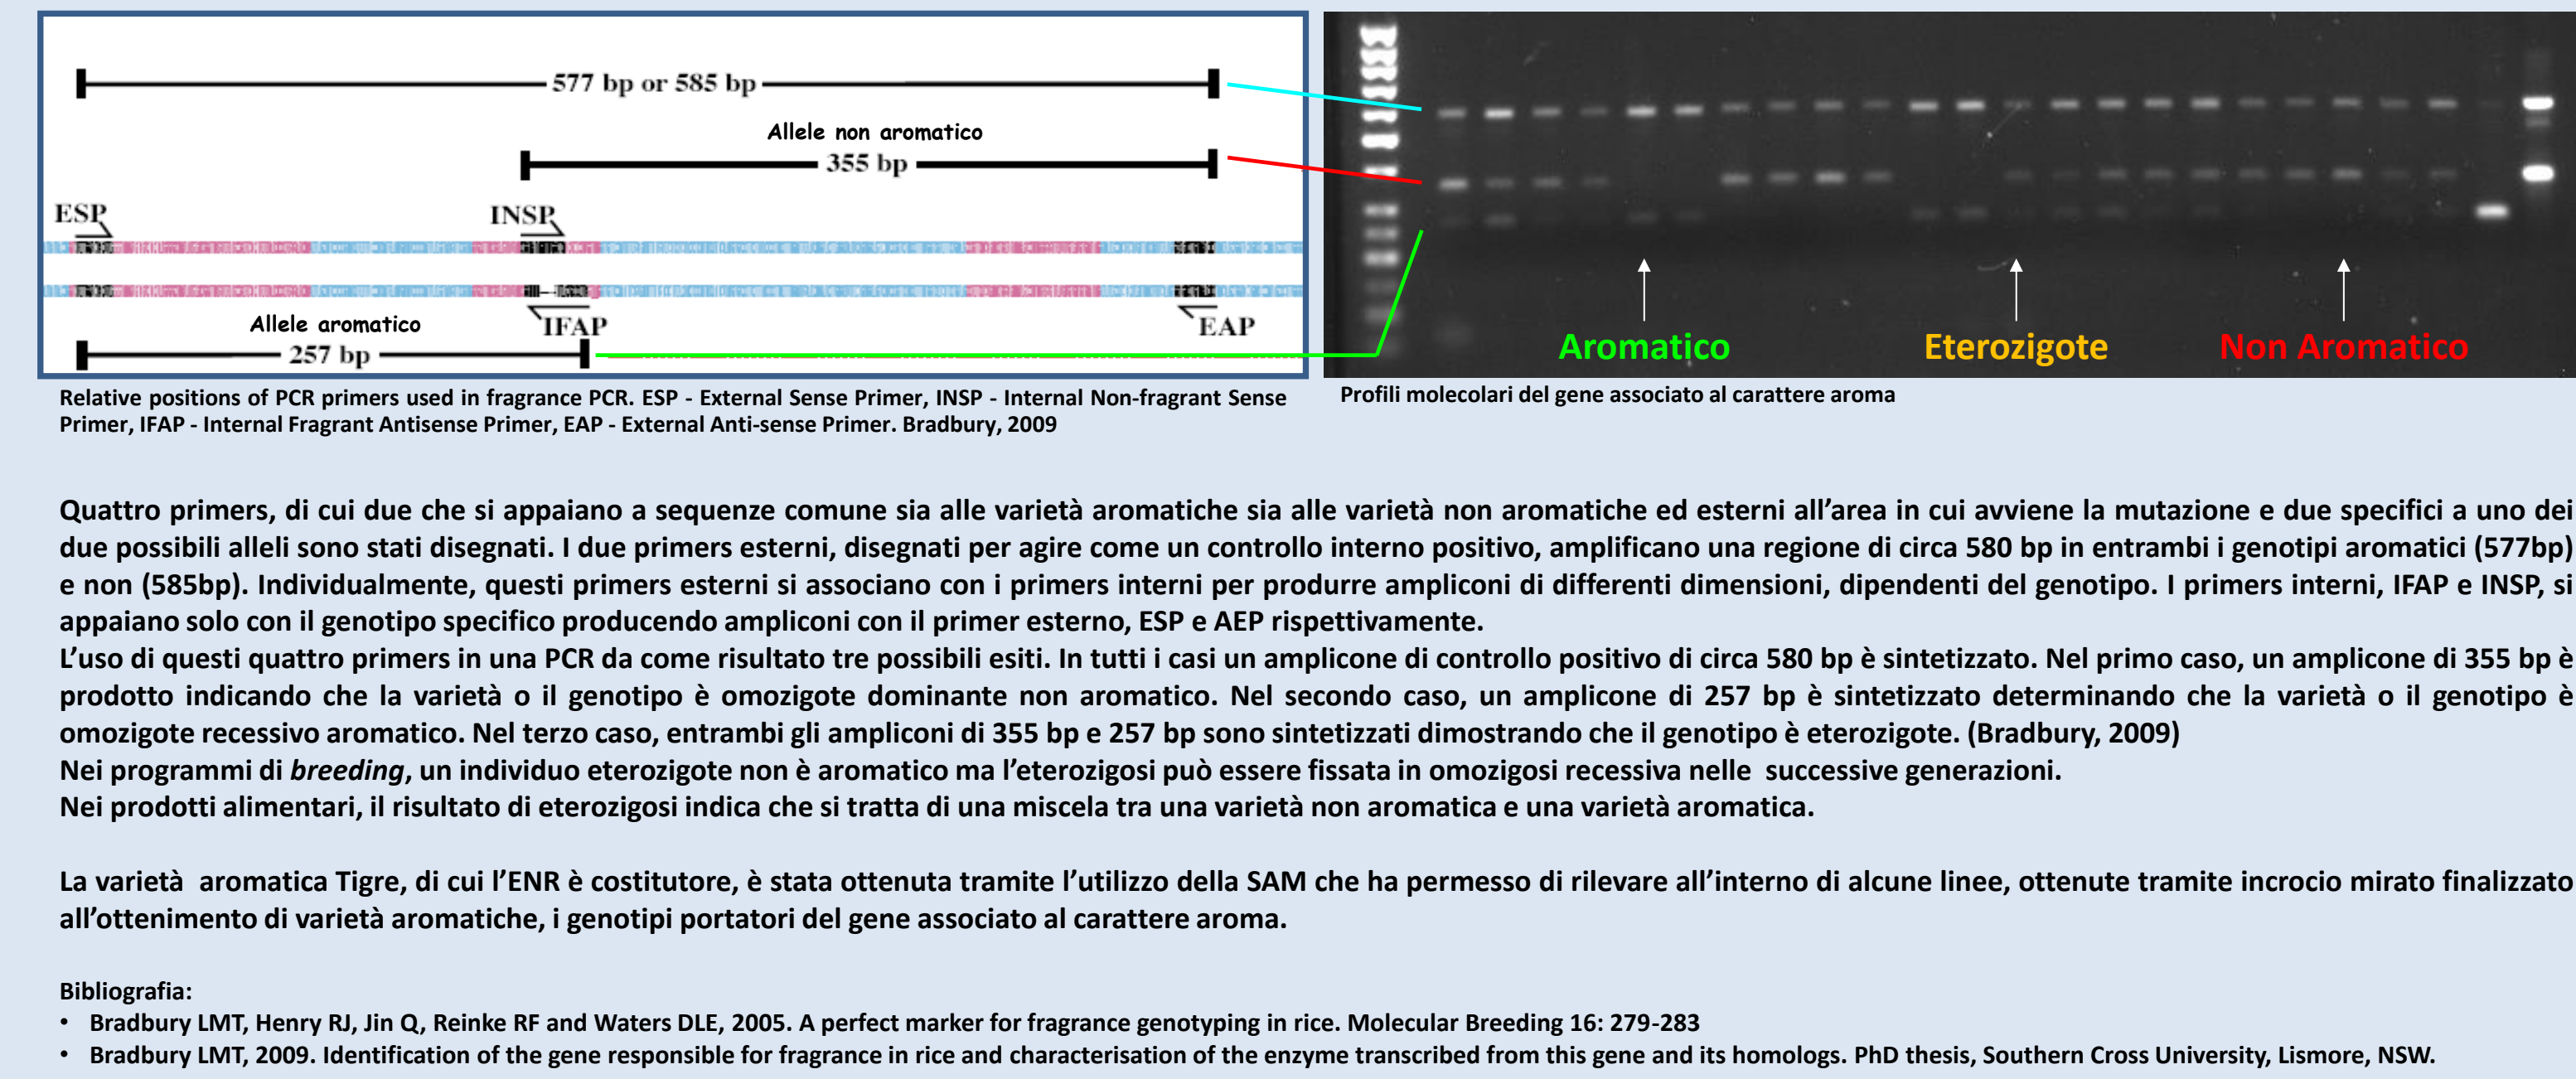 577 bp or 585 bp
Allele non aromatico
355 bp
ESP
INSP
IFAP
EAP
Allele aromatico
257 bp
Aromatico
Eterozigote
Non Aromatico
Relative positions of PCR primers used in fragrance PCR. ESP - External Sense Primer, INSP - Internal Non-fragrant Sense
Primer, IFAP - Internal Fragrant Antisense Primer, EAP - External Anti-sense Primer. Bradbury, 2009
Profili molecolari del gene associato al carattere aroma
Quattro primers, di cui due che si appaiano a sequenze comune sia alle varietà aromatiche sia alle varietà non aromatiche ed esterni all'area in cui avviene la mutazione e due specifici a uno dei
due possibili alleli sono stati disegnati. I due primers esterni, disegnati per agire come un controllo interno positivo, amplificano una regione di circa 580 bp in entrambi i genotipi aromatici (577bp)
e non (585bp). Individualmente, questi primers esterni si associano con i primers interni per produrre ampliconi di differenti dimensioni, dipendenti del genotipo. I primers interni, IFAP e INSP, si
appaiano solo con il genotipo specifico producendo ampliconi con il primer esterno, ESP e AEP rispettivamente.
L'uso di questi quattro primers in una PCR da come risultato tre possibili esiti. In tutti i casi un amplicone di controllo positivo di circa 580 bp è sintetizzato. Nel primo caso, un amplicone di 355 bp è
prodotto indicando che la varietà o il genotipo è omozigote dominante non aromatico. Nel secondo caso, un amplicone di 257 bp è sintetizzato determinando che la varietà o il genotipo è
omozigote recessivo aromatico. Nel terzo caso, entrambi gli ampliconi di 355 bp e 257 bp sono sintetizzati dimostrando che il genotipo è eterozigote. (Bradbury, 2009)
Nei programmi di breeding, un individuo eterozigote non è aromatico ma l'eterozigosi può essere fissata in omozigosi recessiva nelle successive generazioni.
Nei prodotti alimentari, il risultato di eterozigosi indica che si tratta di una miscela tra una varietà non aromatica e una varietà aromatica.
La varietà aromatica Tigre, di cui l'ENR è costitutore, è stata ottenuta tramite l'utilizzo della SAM che ha permesso di rilevare all'interno di alcune linee, ottenute tramite incrocio mirato finalizzato
all'ottenimento di varietà aromatiche, i genotipi portatori del gene associato al carattere aroma.
Bibliografia:
• Bradbury LMT, Henry RJ, Jin Q, Reinke RF and Waters DLE, 2005. A perfect marker for fragrance genotyping in rice. Molecular Breeding 16: 279-283
• Bradbury LMT, 2009. Identification of the gene responsible for fragrance in rice and characterisation of the enzyme transcribed from this gene and its homologs. PhD thesis, Southern Cross University, Lismore, NSW.